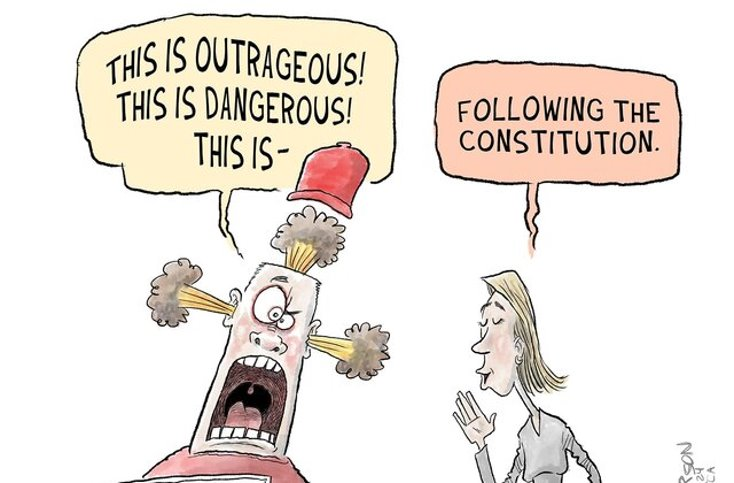 THIS IS OUTRAGEOUS!
THIS IS DANGEROUS!
THIS IS-
FOLLOWING THE
CONSTITUTION.